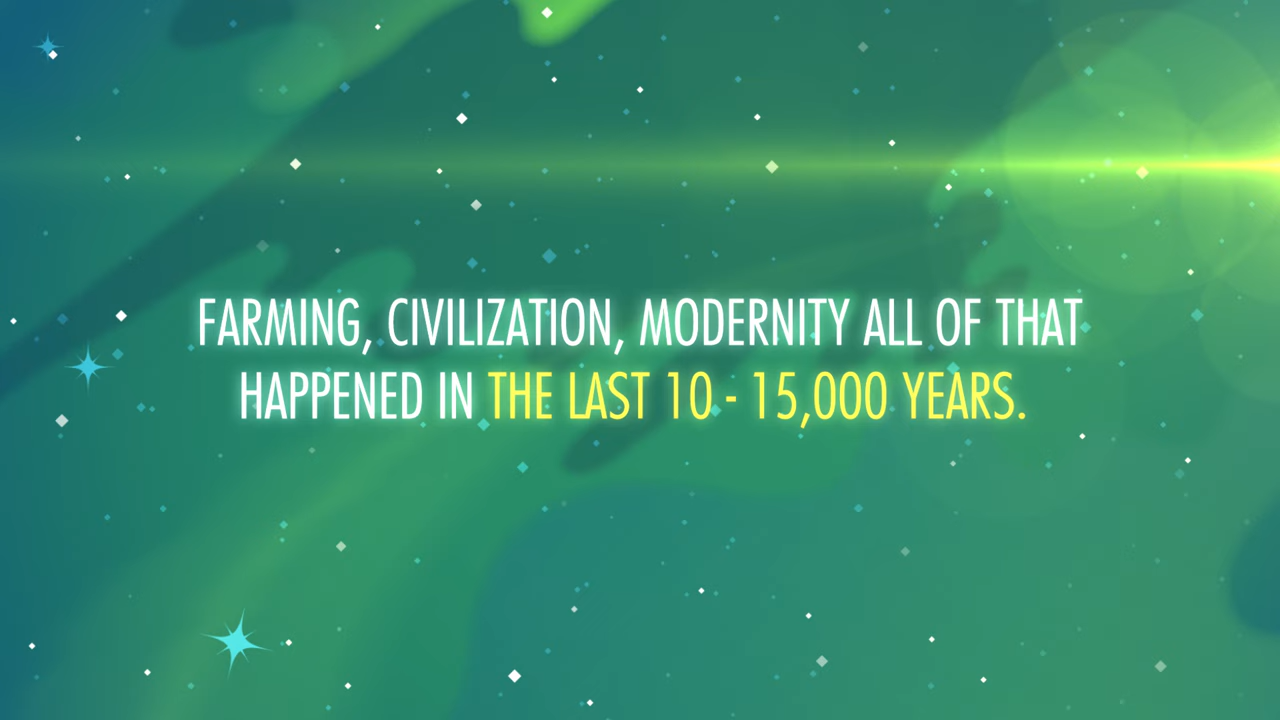 FARMING, CIVILIZATION, MODERNITY ALL OF THAT
HAPPENED IN THE LAST 10 - 15,000 YEARS.